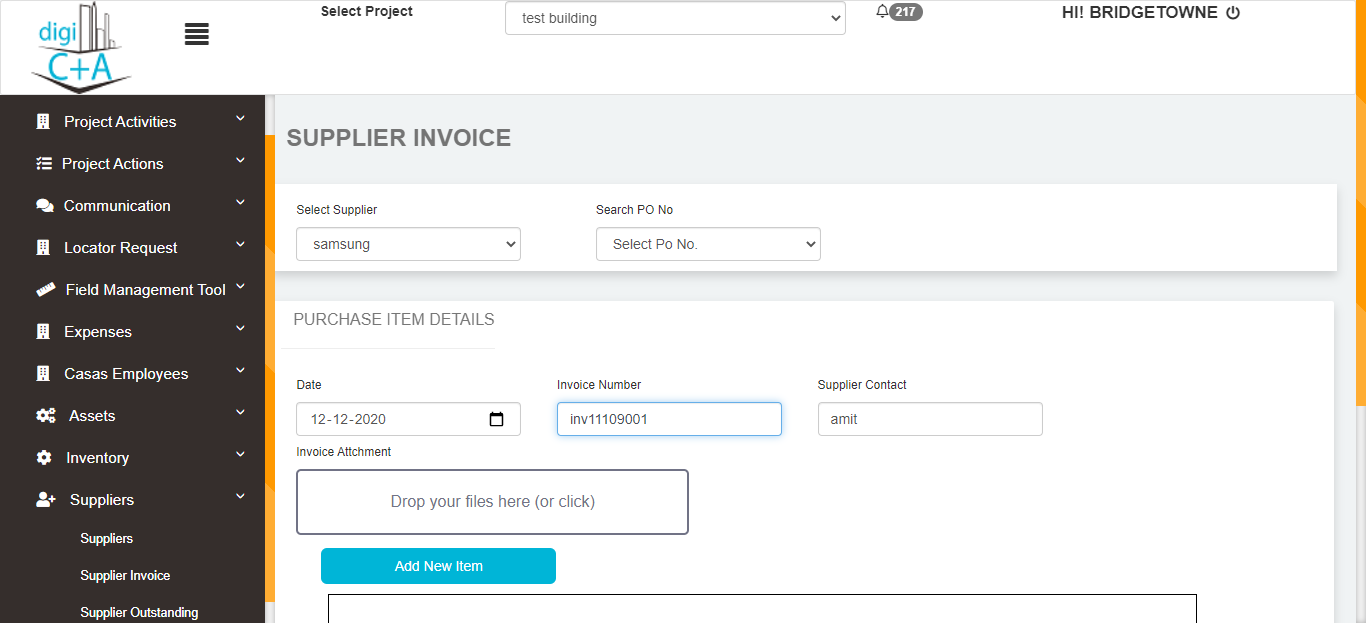 digi
C+A
Select Project
test building
217
HI! BRIDGETOWNE
Project Activities
Project Actions
Communication
Locator Request
Field Management Tool
Expenses
Casas Employees
Assets
Inventory
Suppliers
Suppliers
Supplier Invoice
Supplier Outstanding
SUPPLIER INVOICE
Select Supplier
Search PO No
samsung
Select Po No.
PURCHASE ITEM DETAILS
Date
Invoice Number
Supplier Contact
12-12-2020
inv11109001
amit
Invoice Attchment
Drop your files here (or click)
Add New Item